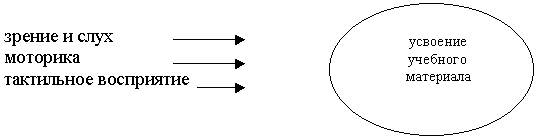 зрение и слух
моторика
тактильное восприятие
усвоение
учебного
материала